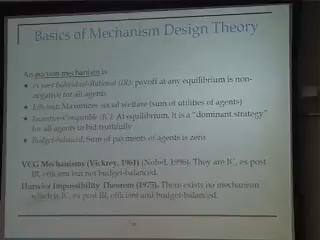 Basics of Mechanism Design Theory
An auction mechanism is
ex post Individual-Rational (IR): payoff at any equilibrium is non-
negative for all agents
Efficient: Maximizes social welfare (sum of utilities of agents)
Incentive-Compatible (IC): At equilibrium, it is a "dominant strategy"
for all agents to bid truthfully
Budget-balanced: Sum of payments of agents is zero
VCG Mechanisms (Vickrey, 1961) (Nobel, 1996). They are IC, ex post
IR, efficient but not budget-balanced.
Hurwicz Impossibility Theorem (1975). There exists no mechanism
which is IC, ex post IR, efficient and budget-balanced.